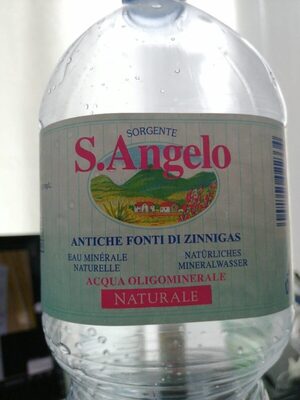 SORGENTE
S.Angelo
ANTICHE FONTI DI ZINNIGAS
EAU MINÉRALE
NATURELLE
NATÜRLICHES
MINERALWASSER
ACQUA OLIGOMINERALE
NATURALE